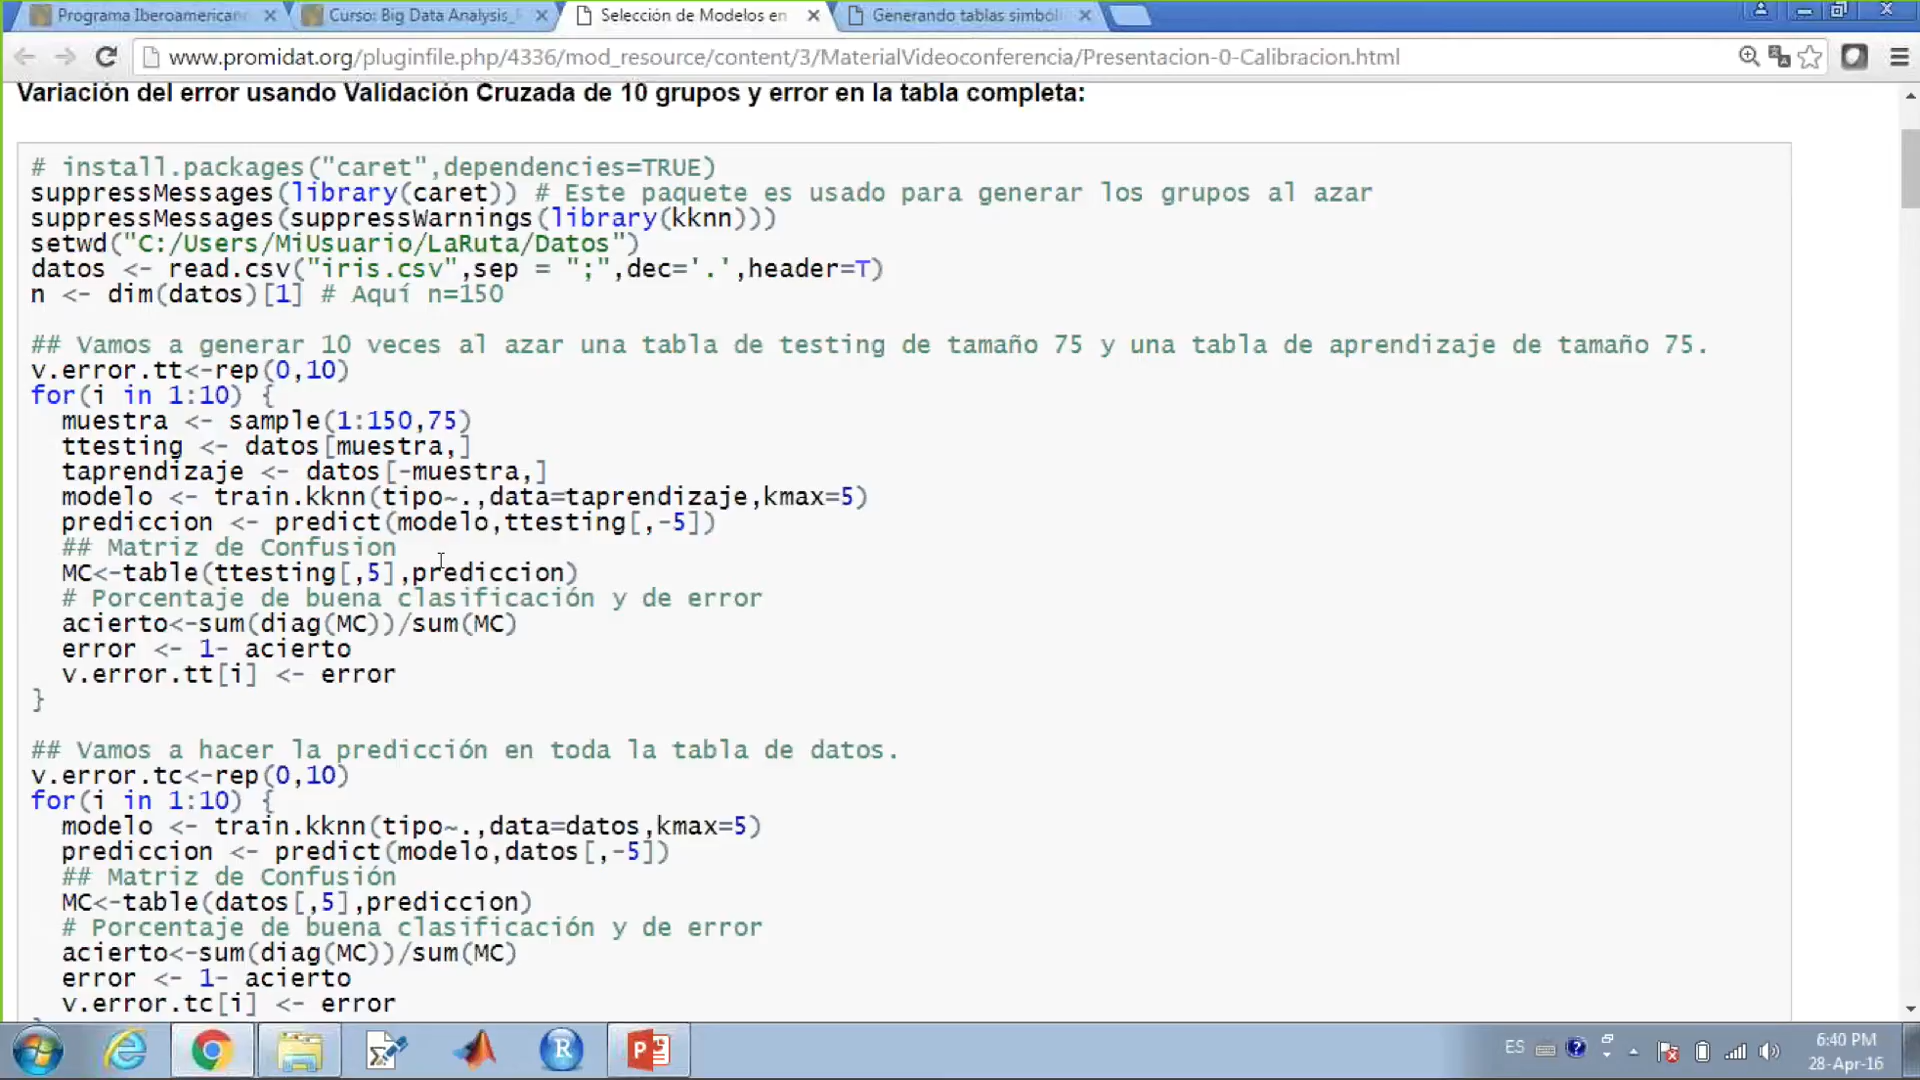 Programa Iberoamerican
Curso: Big Data Analysis_
Selección de Modelos en
Generando tablas simból
www.promidat.org/pluginfile.php/4336/mod_resource/content/3/MaterialVideoconferencia/Presentacion-0-Calibracion.html
Variación del error usando Validación Cruzada de 10 grupos y error en la tabla completa:
# install.packages("caret",dependencies=TRUE)
suppressMessages(library(caret)) # Este paquete es usado para generar los grupos al azar
suppressMessages(suppressWarnings(library(kknn)))
setwd("C:/Users/MiUsuario/LaRuta/Datos")
datos <- read.csv("iris.csv",sep = ";",dec='.',header=T)
n <- dim(datos)[1] # Aquí n=150
## Vamos a generar 10 veces al azar una tabla de testing de tamaño 75 y una tabla de aprendizaje de tamaño 75.
v.error.tt<-rep(0,10)
for(i in 1:10) {
muestra <- sample(1:150,75)
ttesting <- datos[muestra,]
taprendizaje <- datos[-muestra,]
modelo <- train.kknn(tipo~.,data=taprendizaje,kmax=5)
prediccion <- predict(modelo,ttesting[,-5])
## Matriz de Confusion
MC<-table(ttesting[,5],prediccion)
# Porcentaje de buena clasificación y de error
acierto<-sum(diag(MC))/sum(MC)
error <- 1- acierto
v.error.tt[i] <- error
}
## Vamos a hacer la predicción en toda la tabla de datos.
v.error.tc<-rep(0,10)
for(i in 1:10) {
modelo <- train.kknn(tipo~.,data=datos,kmax=5)
prediccion <- predict(modelo,datos[,-5])
## Matriz de Confusión
MC<-table(datos[,5],prediccion)
# Porcentaje de buena clasificación y de error
acierto<-sum(diag(MC))/sum(MC)
error <- 1- acierto
v.error.tc[i] <- error
ES
6:40 PM
28-Apr-16